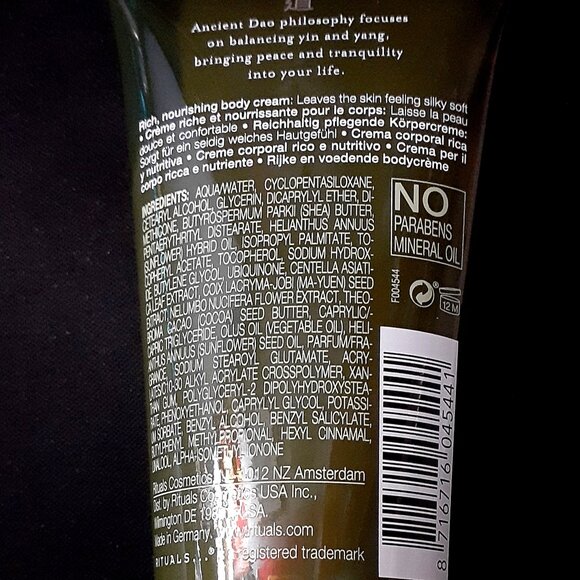 Ancient Dao philosophy focuses
on balancing yin and yang,
bringing peace and tranquility
into your life.
Rich, nourishing body cream: Leaves the skin feeling silky soft
• Crème riche et nourrissante pour le corps: Laisse la peau
douce et confortable • Reichhaltig pflegende Körpercreme:
Sorgt für ein seidig weiches Hautgefühl • Crema corporal rica
y nutritiva • Creme corporal rico e nutritivo • Crema per il
corpo ricca e nutriente • Rijke en voedende bodycrème
INGREDIENTS: AQUA/WATER, CYCLOPENTASILOXANE,
CETEARYL ALCOHOL, GLYCERIN, DICAPRYLYL ETHER, DI-
METHICONE, BUTYROSPERMUM PARKII (SHEA) BUTTER,
PENTAERYTHRITYL DISTEARATE, HELIANTHUS ANNUUS
(SUNFLOWER) HYBRID OIL, ISOPROPYL PALMITATE, TO-
COPHERYL ACETATE, TOCOPHEROL, SODIUM HYDROX-
IDE, BUTYLENE GLYCOL, UBIQUINONE, CENTELLA ASIATI-
CA LEAF EXTRACT, COIX LACRYMA-JOBI (MA-YUEN) SEED
EXTRACT, NELUMBO NUCIFERA FLOWER EXTRACT, THEO-
BROMA CACAO (COCOA) SEED BUTTER, CAPRYLIC/
CAPRIC TRIGLYCERIDE, OLUS OIL (VEGETABLE OIL), HELI-
ANTHUS ANNUUS (SUNFLOWER) SEED OIL, PARFUM/FRA-
GRANCE, SODIUM STEAROYL GLUTAMATE, ACRY-
LATES/C10-30 ALKYL ACRYLATE CROSSPOLYMER, XAN-
THAN GUM, POLYGLYCERYL-2 DIPOLYHYDROXYSTEA-
RATE, PHENOXYETHANOL, CAPRYLYL GLYCOL, POTASSI-
UM SORBATE, BENZYL ALCOHOL, BENZYL SALICYLATE,
BUTYLPHENYL METHYLPROPIONAL, HEXYL CINNAMAL,
LINALOOL, ALPHA-ISOMETHYL IONONE
NO
PARABENS
MINERAL OIL
F004544
12 M
Rituals Cosmetics, NZ Amsterdam
Dist. by Rituals Cosmetics USA Inc.,
Wilmington DE USA.
Made in Germany. www.rituals.com
RITUALS...® registered trademark
8 716716 045441